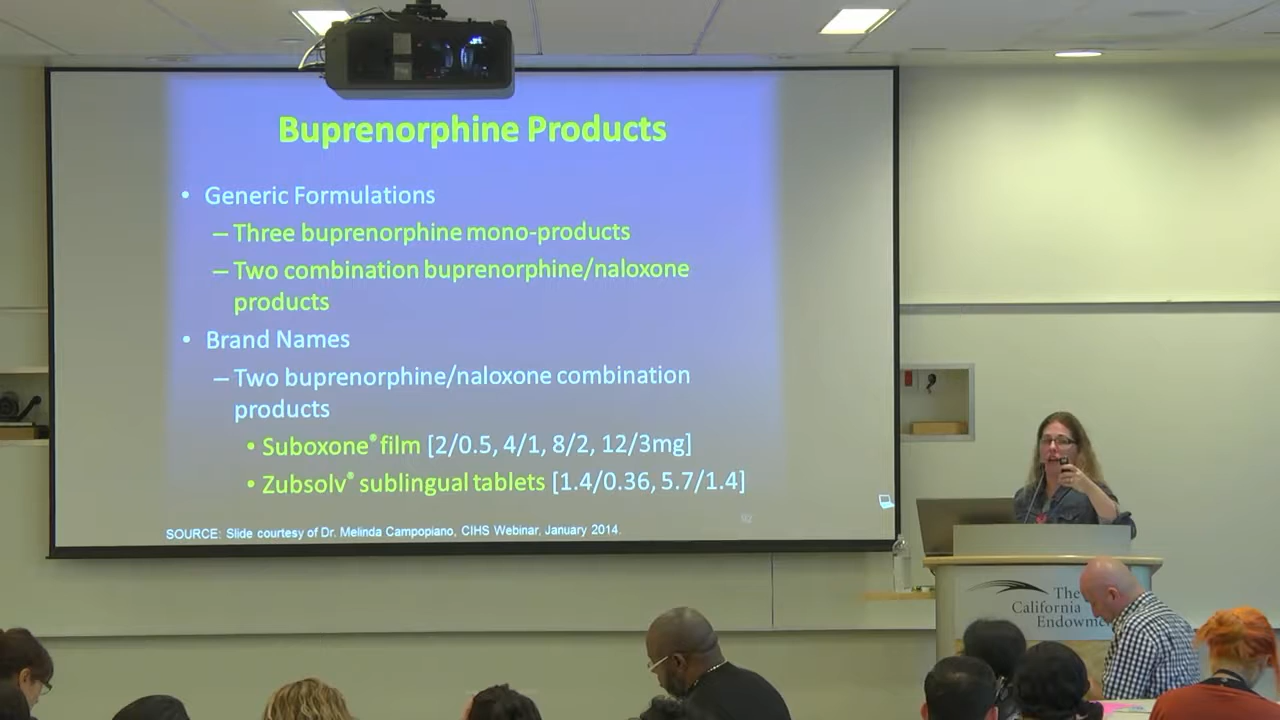 Buprenorphine Products
• Generic Formulations
– Three buprenorphine mono-products
– Two combination buprenorphine/naloxone
products
• Brand Names
– Two buprenorphine/naloxone combination
products
• Suboxone® film [2/0.5, 4/1, 8/2, 12/3mg]
• Zubsolv® sublingual tablets [1.4/0.36, 5.7/1.4]
92
SOURCE: Slide courtesy of Dr. Melinda Campopiano, CIHS Webinar, January 2014.
The
California
Endowme